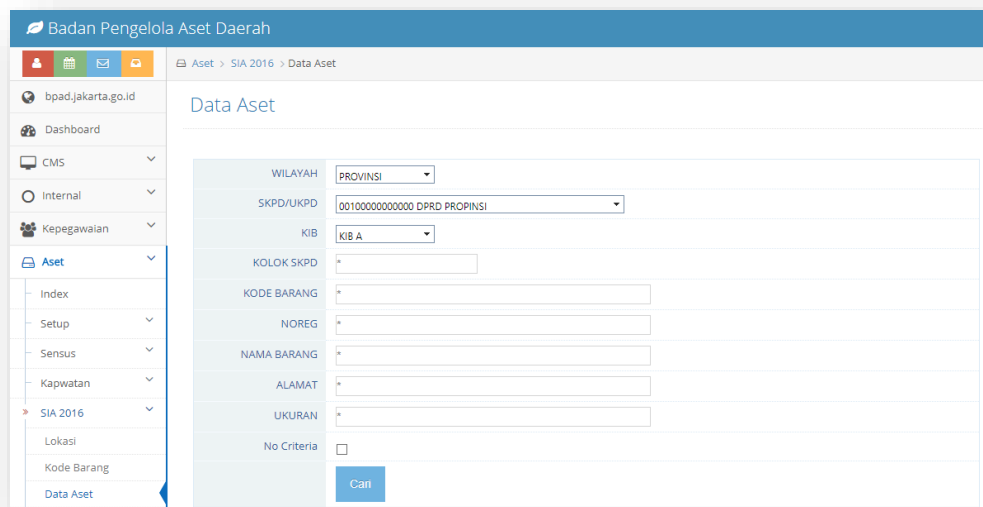 Badan Pengelola Aset Daerah
Aset > SIA 2016 > Data Aset
bpad.jakarta.go.id
Dashboard
CMS
Internal
Kepegawaian
Aset
Index
Setup
Sensus
Kapwatan
» SIA 2016
Lokasi
Kode Barang
Data Aset
Data Aset
WILAYAH PROVINSI
SKPD/UKPD 00100000000000 DPRD PROPINSI
KIB KIB A
KOLOK SKPD *
KODE BARANG *
NOREG *
NAMA BARANG *
ALAMAT *
UKURAN *
No Criteria
Cari